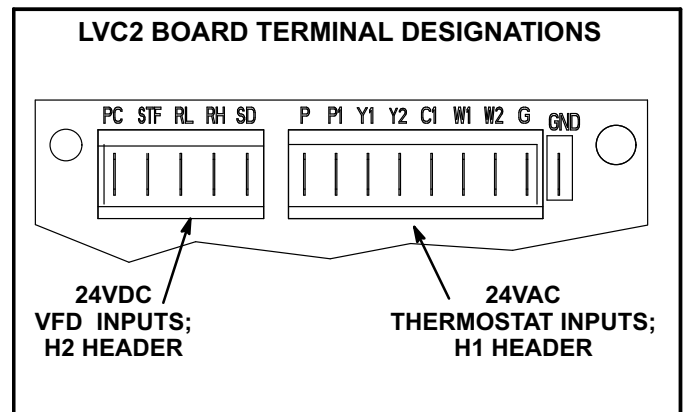 LVC2 BOARD TERMINAL DESIGNATIONS
PC STF RL RH SD P P1 Y1 Y2 C1 W1 W2 G GND
24VDC
VFD INPUTS;
H2 HEADER
24VAC
THERMOSTAT INPUTS;
H1 HEADER